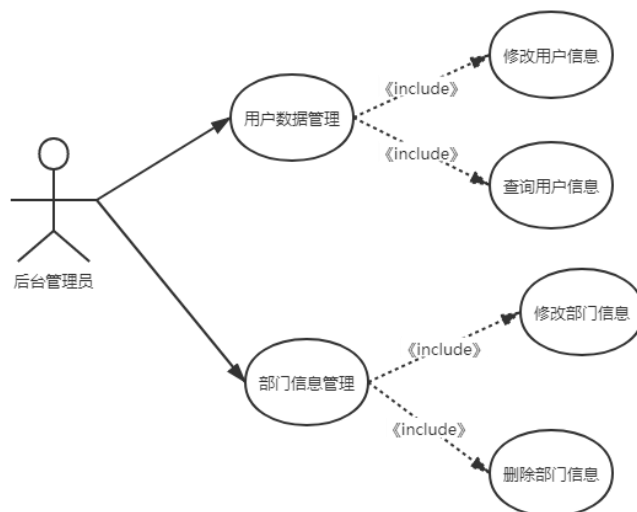 修改用户信息
《include》
用户数据管理
《include》
查询用户信息
后台管理员
修改部门信息
《include》
部门信息管理
《include》
删除部门信息